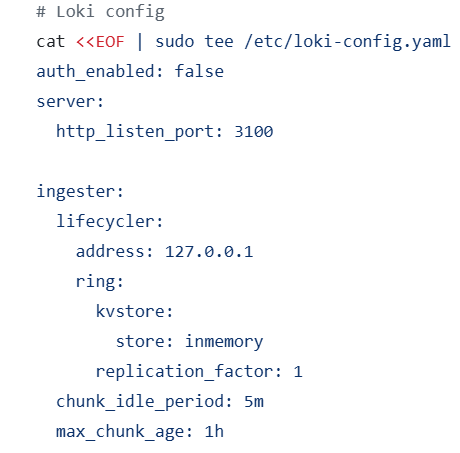 # Loki config
cat <<EOF | sudo tee /etc/loki-config.yaml
auth_enabled: false
server:
  http_listen_port: 3100

ingester:
  lifecycler:
    address: 127.0.0.1
    ring:
      kvstore:
        store: inmemory
      replication_factor: 1
  chunk_idle_period: 5m
  max_chunk_age: 1h